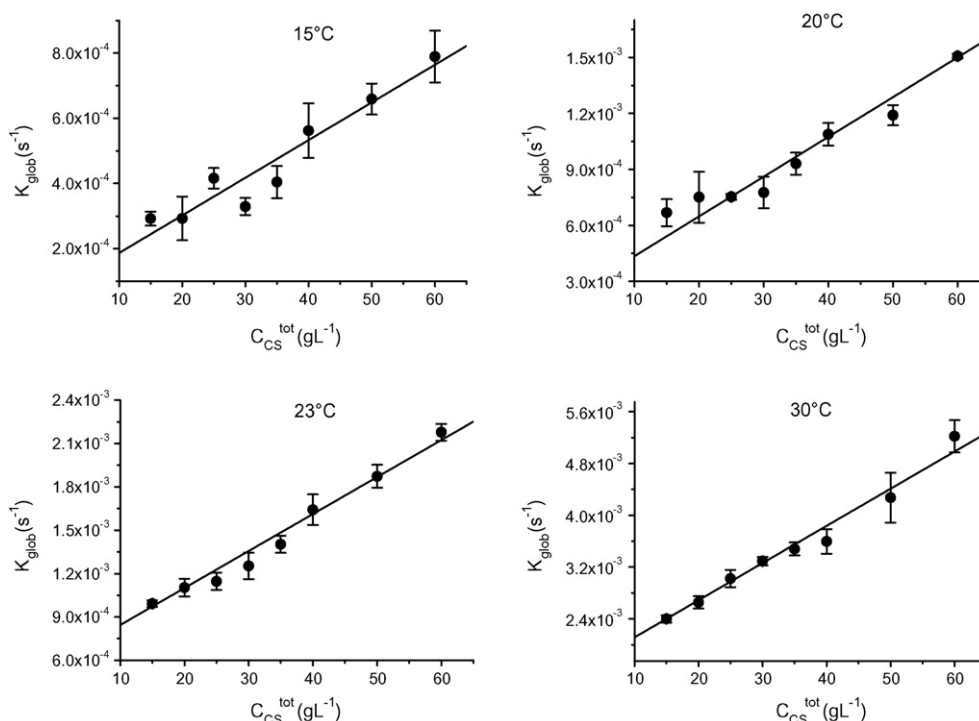 15°C
K_glob (s^-1)
8.0x10^-4
6.0x10^-4
4.0x10^-4
2.0x10^-4
10 20 30 40 50 60
C_CS^tot (gL^-1)
20°C
K_glob (s^-1)
1.5x10^-3
1.2x10^-3
9.0x10^-4
6.0x10^-4
3.0x10^-4
10 20 30 40 50 60
C_CS^tot (gL^-1)
23°C
K_glob (s^-1)
2.4x10^-3
2.1x10^-3
1.8x10^-3
1.5x10^-3
1.2x10^-3
9.0x10^-4
6.0x10^-4
10 20 30 40 50 60
C_CS^tot (gL^-1)
30°C
K_glob (s^-1)
5.6x10^-3
4.8x10^-3
4.0x10^-3
3.2x10^-3
2.4x10^-3
10 20 30 40 50 60
C_CS^tot (gL^-1)